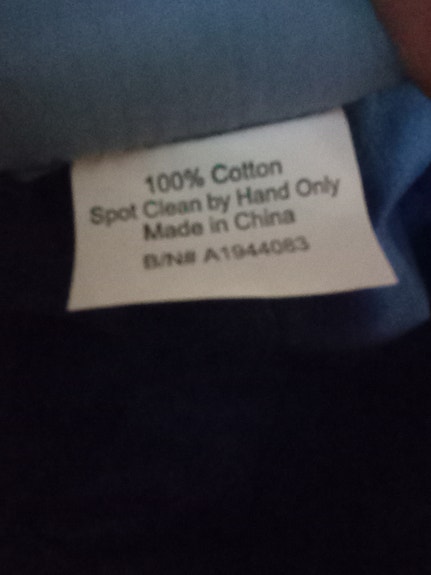 100% Cotton
Spot Clean by Hand Only
Made in China
B/N# A1944083